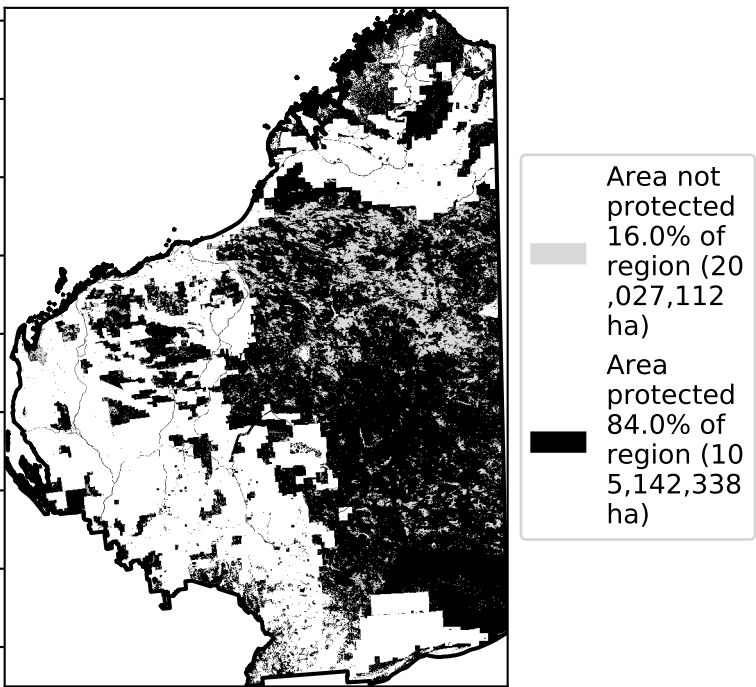 Area not
protected
16.0% of
region (20
,027,112
ha)
Area
protected
84.0% of
region (10
5,142,338
ha)